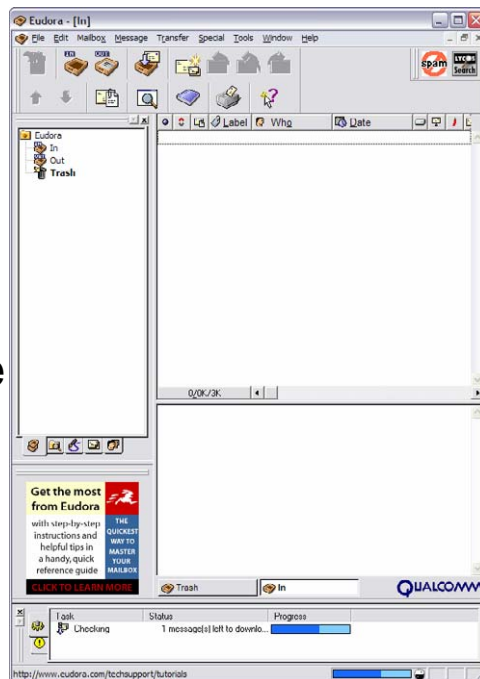 Eudora - [In]
File Edit Mailbox Message Transfer Special Tools Window Help
IN OUT
spam LYCOS Search
Label Who Date
Eudora
In
Out
Trash
e
0/0K/3K
Get the most
from Eudora
with step-by-step
instructions and
helpful tips in
a handy, quick
reference guide
THE
QUICKEST
WAY TO
MASTER
YOUR
MAILBOX
CLICK TO LEARN MORE
Trash In QUALCOMM
Task Status Progress
Checking 1 message(s) left to downlo...
http://www.eudora.com/techsupport/tutorials